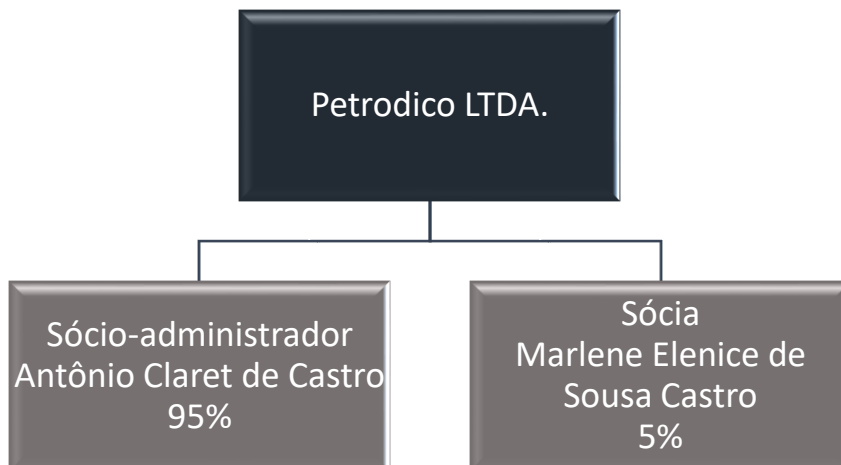 Petrodico LTDA.
Sócio-administrador
Antônio Claret de Castro
95%
Sócia
Marlene Elenice de
Sousa Castro
5%